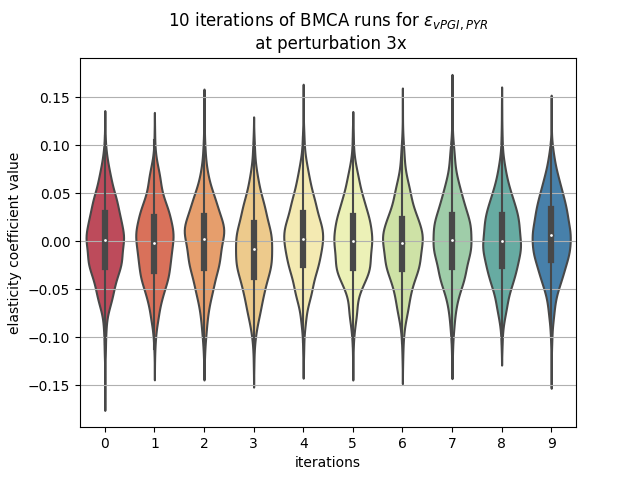 10 iterations of BMCA runs for ε_{vPGI, PYR}
at perturbation 3x
elasticity coefficient value
0.15
0.10
0.05
0.00
−0.05
−0.10
−0.15
0 1 2 3 4 5 6 7 8 9
iterations